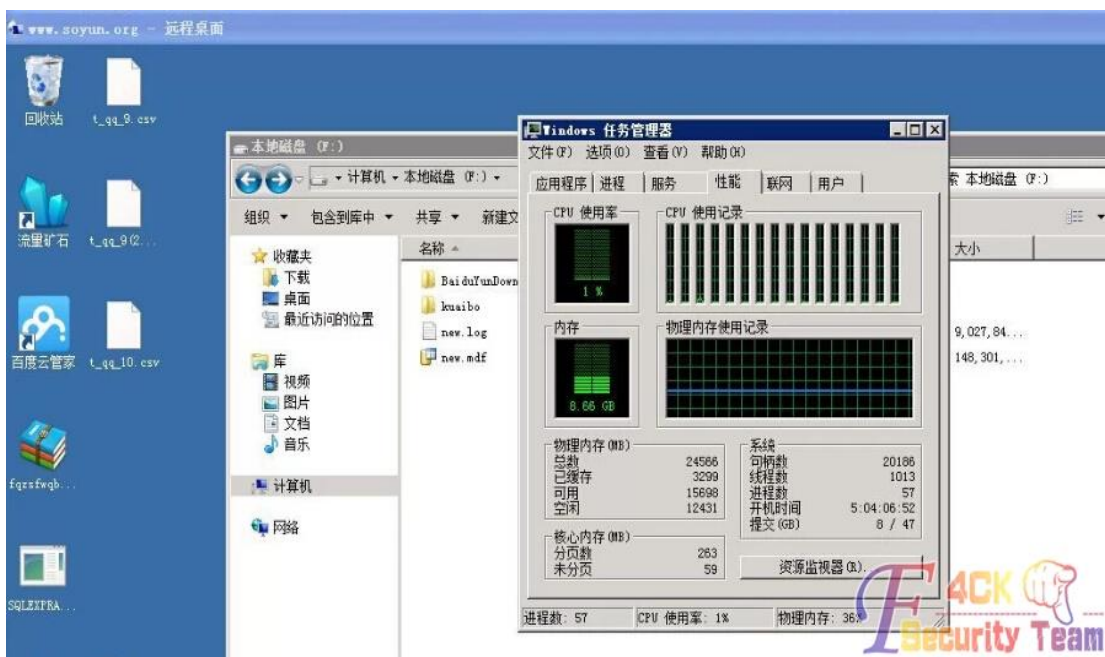 www.soyun.org - 远程桌面
回收站
t_qq_9.csv
流里矿石
t_qq_9(2...
百度云管家
t_qq_10.csv
fqrsfwqb...
SQLEXPRA...
本地磁盘 (F:)
计算机 本地磁盘 (F:)
索 本地磁盘 (F:)
组织 包含到库中 共享 新建文
收藏夹
下载
桌面
最近访问的位置
库
视频
图片
文档
音乐
计算机
网络
名称
大小
BaiduYunDown
kuaibo
new.log
9,027,84...
new.mdf
148,301,...
Windows 任务管理器
文件(F) 选项(O) 查看(V) 帮助(H)
应用程序 进程 服务 性能 联网 用户
CPU 使用率
CPU 使用记录
1 %
内存
物理内存使用记录
8.66 GB
物理内存(MB)
总数 24566
已缓存 3299
可用 15698
空闲 12431
核心内存(MB)
分页数 263
未分页 59
系统
句柄数 20186
线程数 1013
进程数 57
开机时间 5:04:06:52
提交(GB) 8 / 47
资源监视器(R)...
进程数: 57 CPU 使用率: 1% 物理内存: 36%
F4CK
Security Team